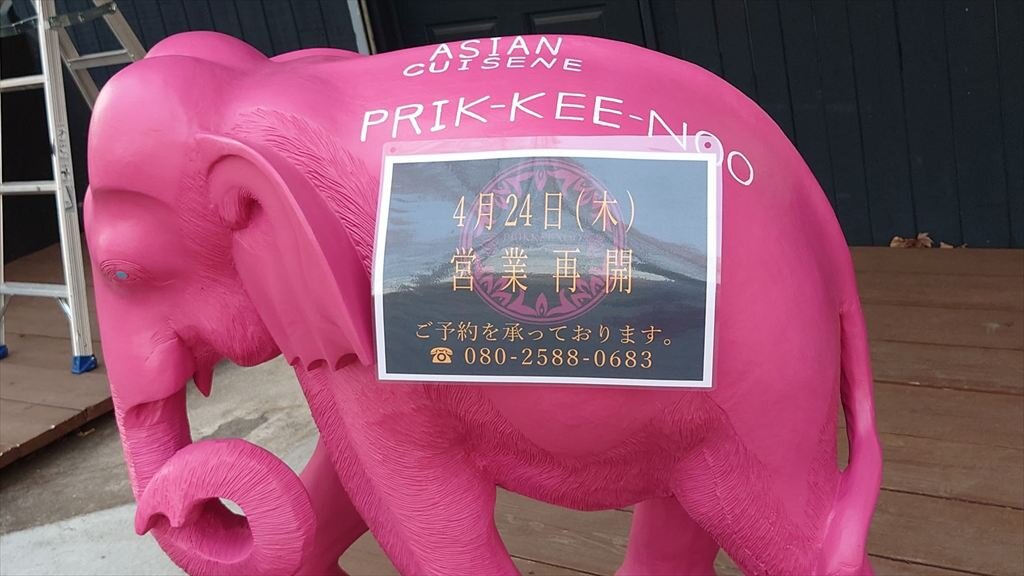 ASIAN
CUISENE
PRIK-KEE-NOO
4月24日(木)
営業再開
ご予約を承っております。
☎ 080-2588-0683